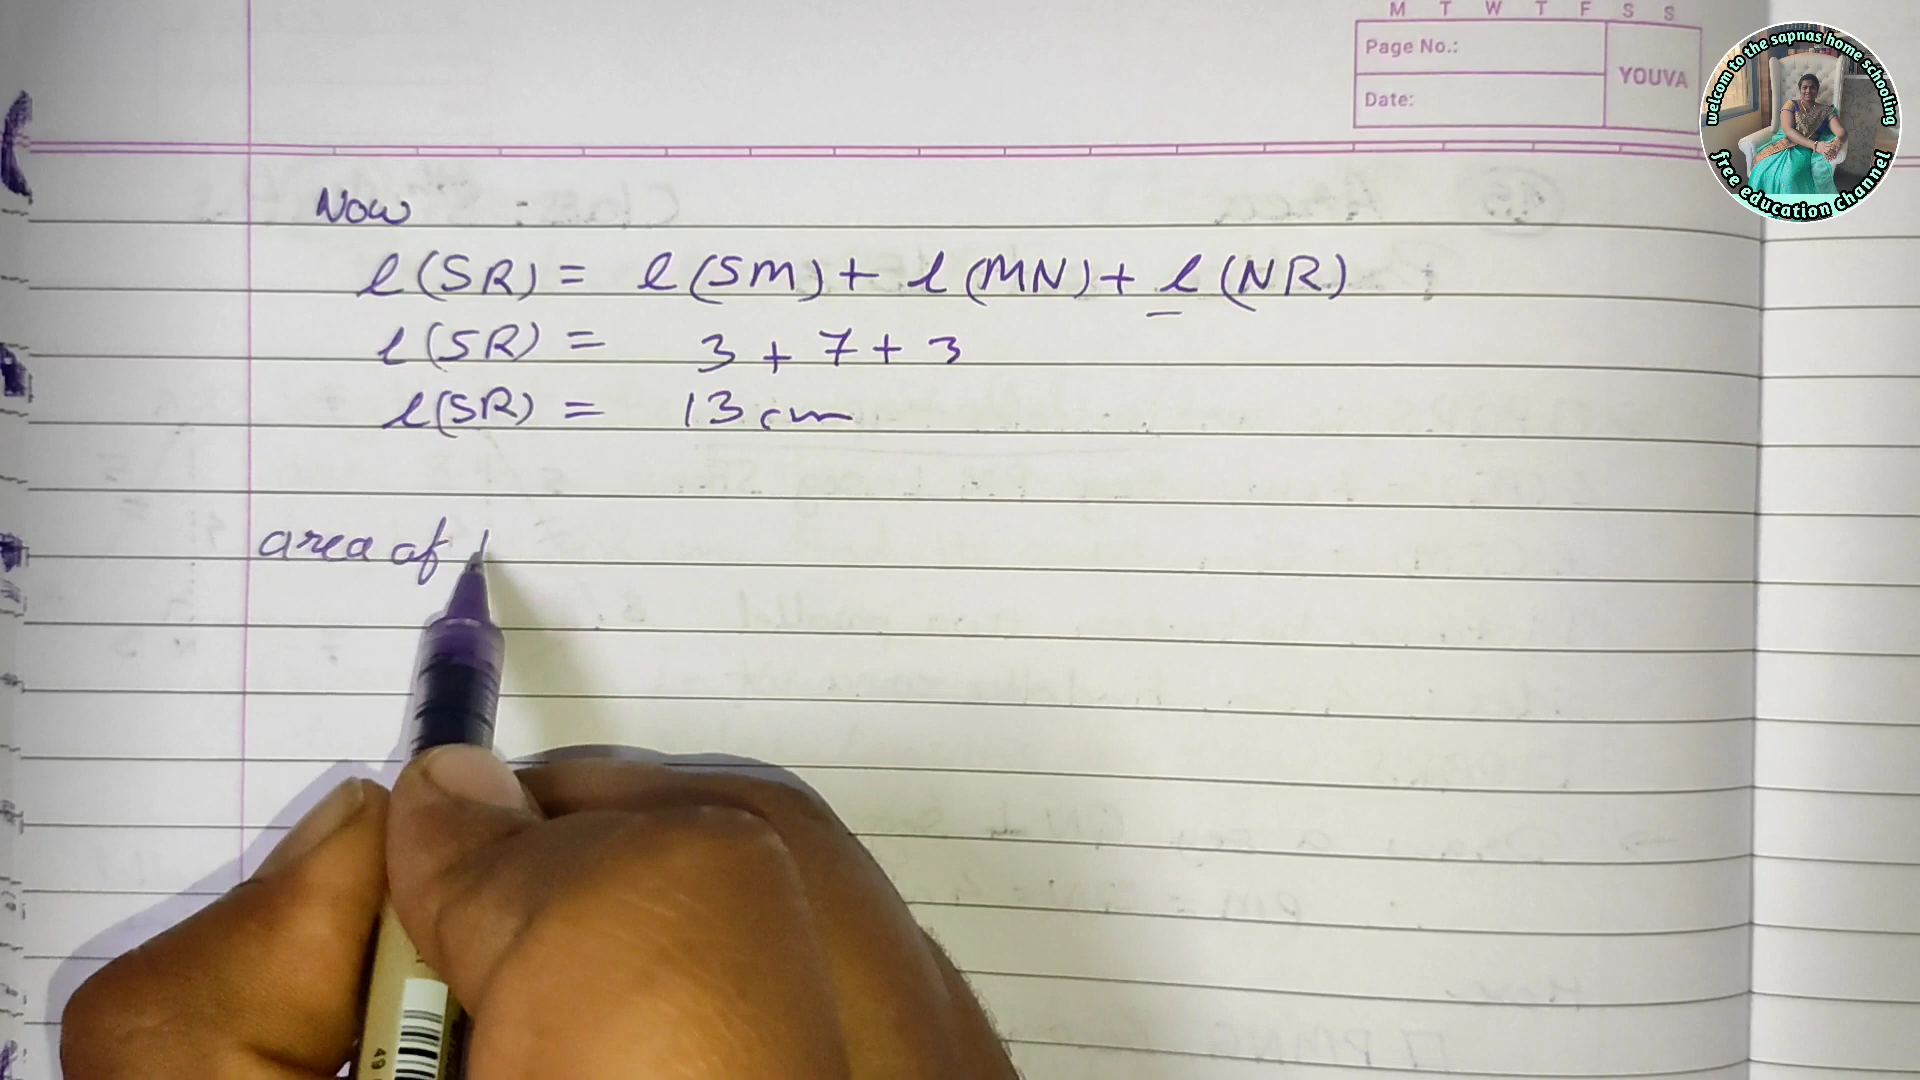 M T W T F S S
Page No.:
YOUVA
Date:
welcom to the sapnas home schooling
free education channel
Now :
l(SR) = l(SM) + l(MN) + l(NR)
l(SR) = 3 + 7 + 3
l(SR) = 13 cm
area of
49